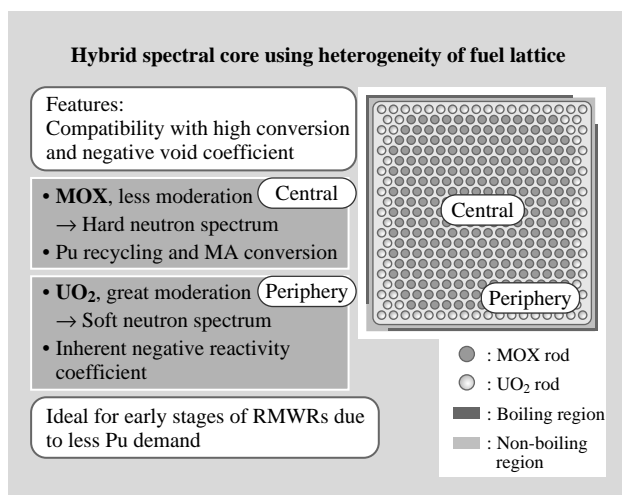 Hybrid spectral core using heterogeneity of fuel lattice
Features:
Compatibility with high conversion
and negative void coefficient
• MOX, less moderation
Central
→ Hard neutron spectrum
• Pu recycling and MA conversion
• UO₂, great moderation
Periphery
→ Soft neutron spectrum
• Inherent negative reactivity
coefficient
Ideal for early stages of RMWRs due
to less Pu demand
Central
Periphery
: MOX rod
: UO₂ rod
: Boiling region
: Non-boiling
region